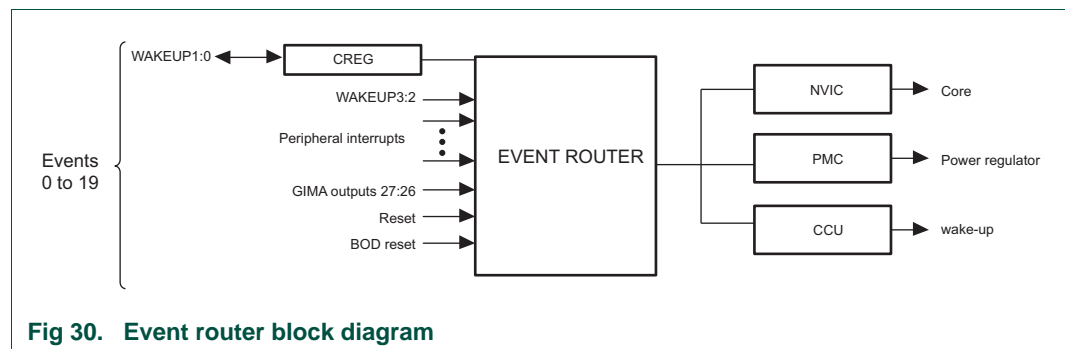 WAKEUP1:0
CREG
WAKEUP3:2
Peripheral interrupts
GIMA outputs 27:26
Reset
BOD reset
Events
0 to 19
EVENT ROUTER
NVIC
Core
PMC
Power regulator
CCU
wake-up
Fig 30. Event router block diagram